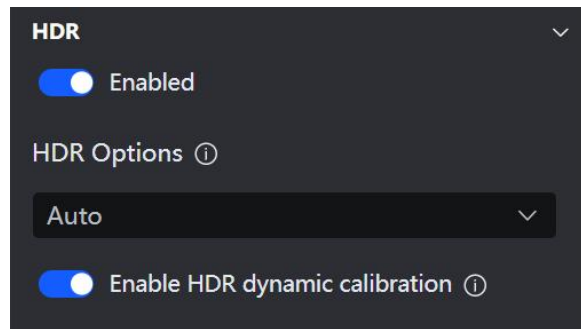 HDR
Enabled
HDR Options
Auto
Enable HDR dynamic calibration